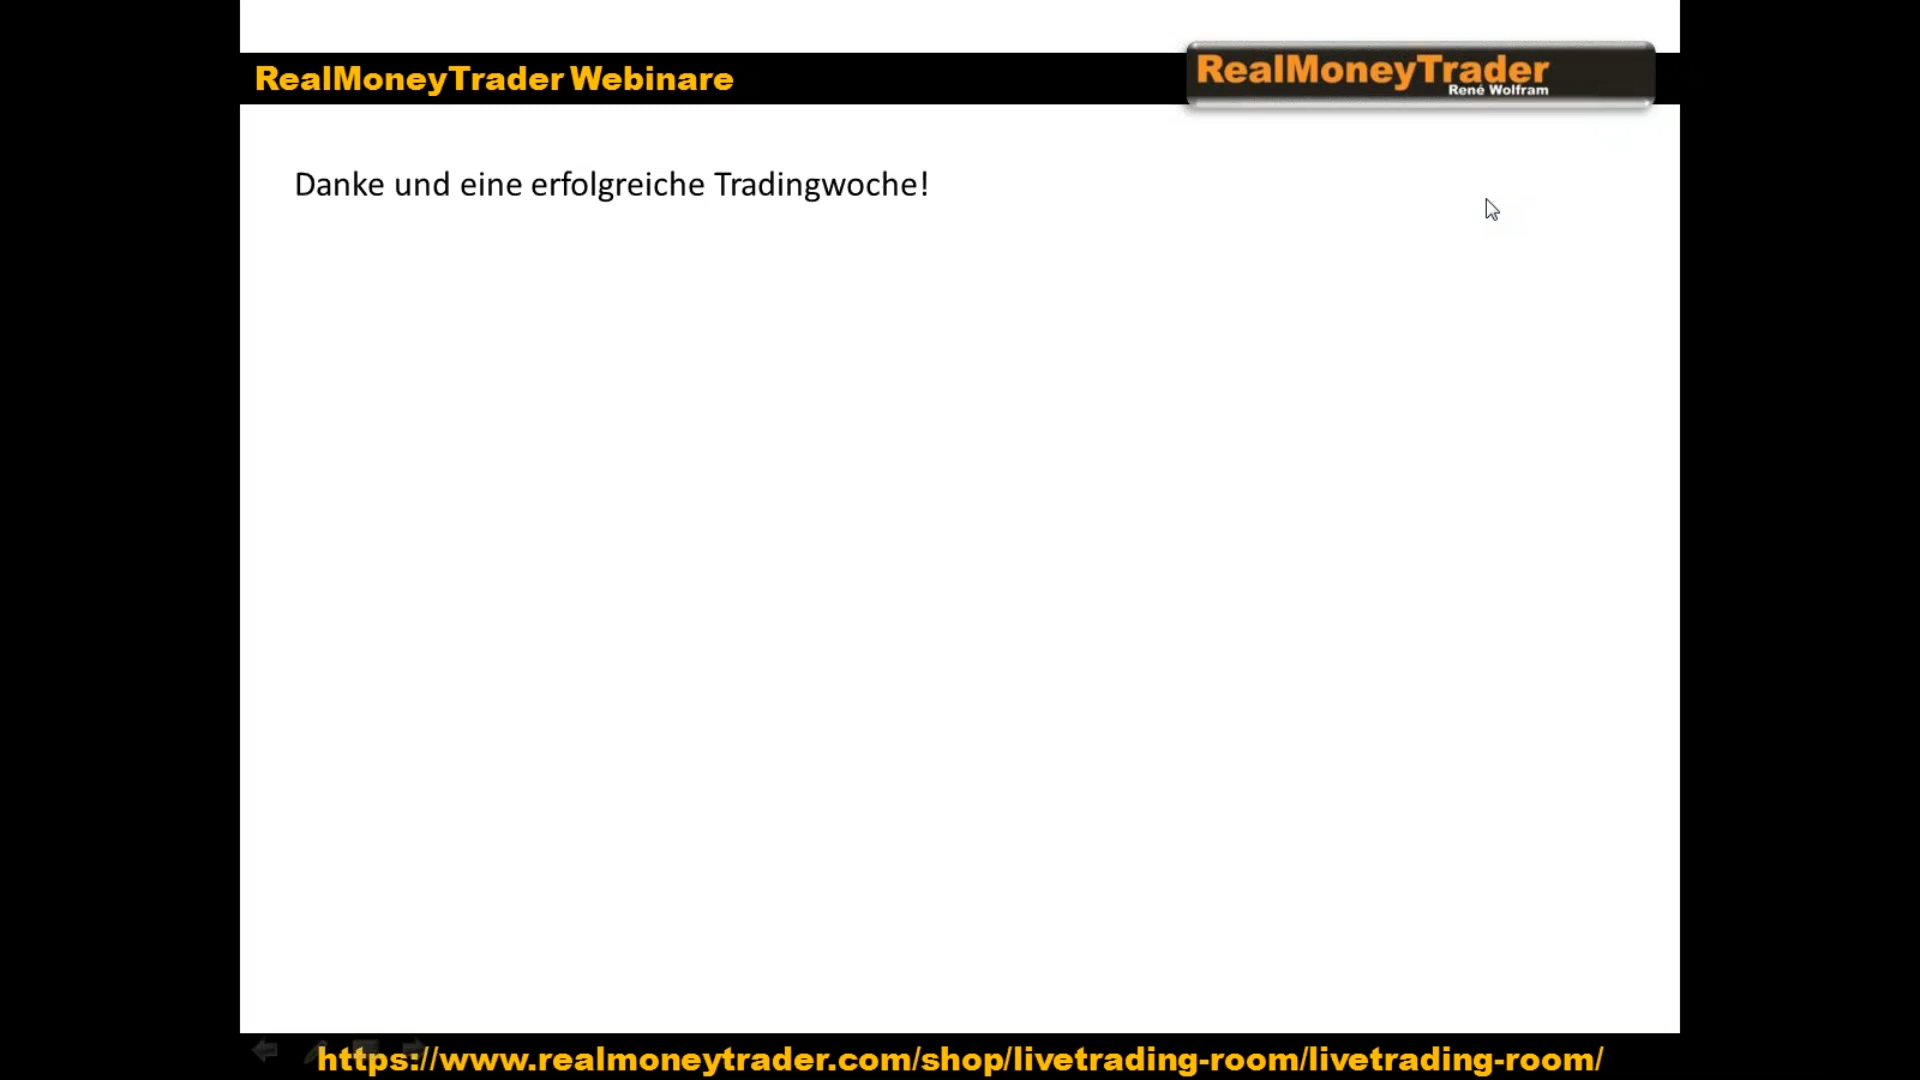 RealMoneyTrader Webinare
RealMoneyTrader
René Wolfram
Danke und eine erfolgreiche Tradingwoche!
https://www.realmoneytrader.com/shop/livetrading-room/livetrading-room/